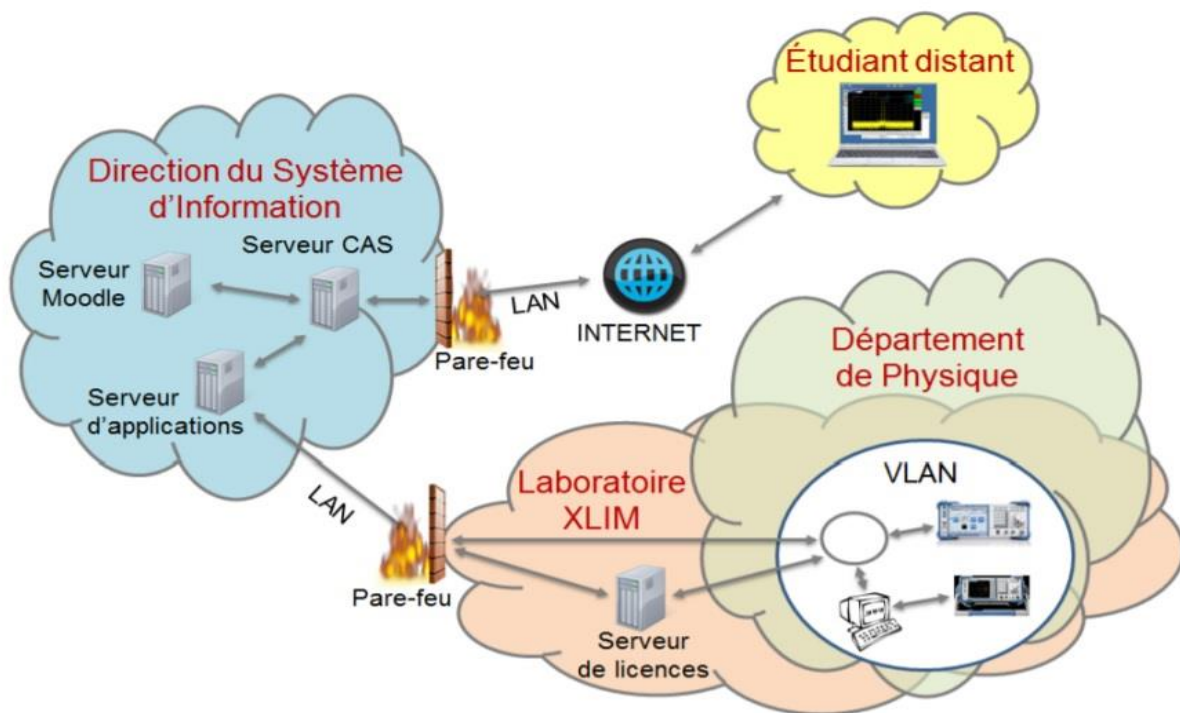 Étudiant distant
Direction du Système
d'Information
Serveur CAS
Serveur
Moodle
LAN
INTERNET
Pare-feu
Département
de Physique
Serveur
d'applications
LAN
Laboratoire
XLIM
VLAN
Pare-feu
Serveur
de licences